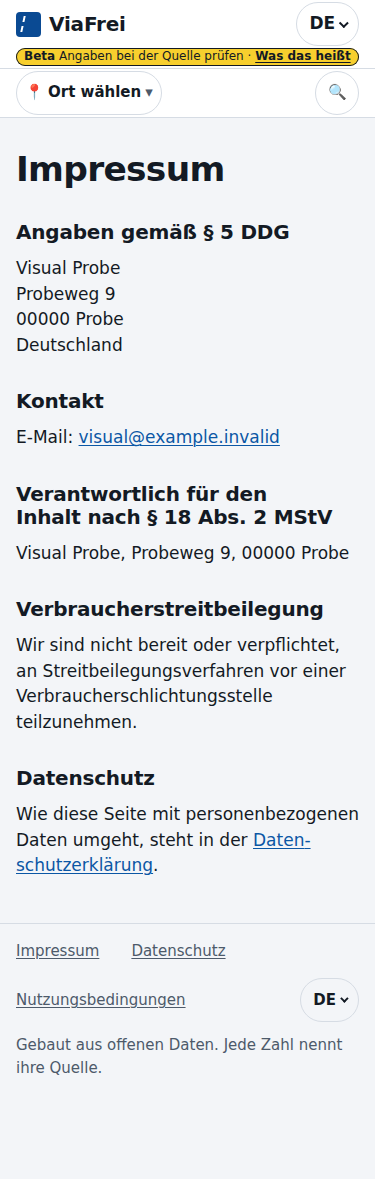 ViaFrei
DE
Beta Angaben bei der Quelle prüfen · Was das heißt
Ort wählen
Impressum
Angaben gemäß § 5 DDG
Visual Probe
Probeweg 9
00000 Probe
Deutschland
Kontakt
E-Mail: visual@example.invalid
Verantwortlich für den
Inhalt nach § 18 Abs. 2 MStV
Visual Probe, Probeweg 9, 00000 Probe
Verbraucherstreitbeilegung
Wir sind nicht bereit oder verpflichtet,
an Streitbeilegungsverfahren vor einer
Verbraucherschlichtungsstelle
teilzunehmen.
Datenschutz
Wie diese Seite mit personenbezogenen
Daten umgeht, steht in der Daten-
schutzerklärung.
Impressum Datenschutz
Nutzungsbedingungen
DE
Gebaut aus offenen Daten. Jede Zahl nennt
ihre Quelle.